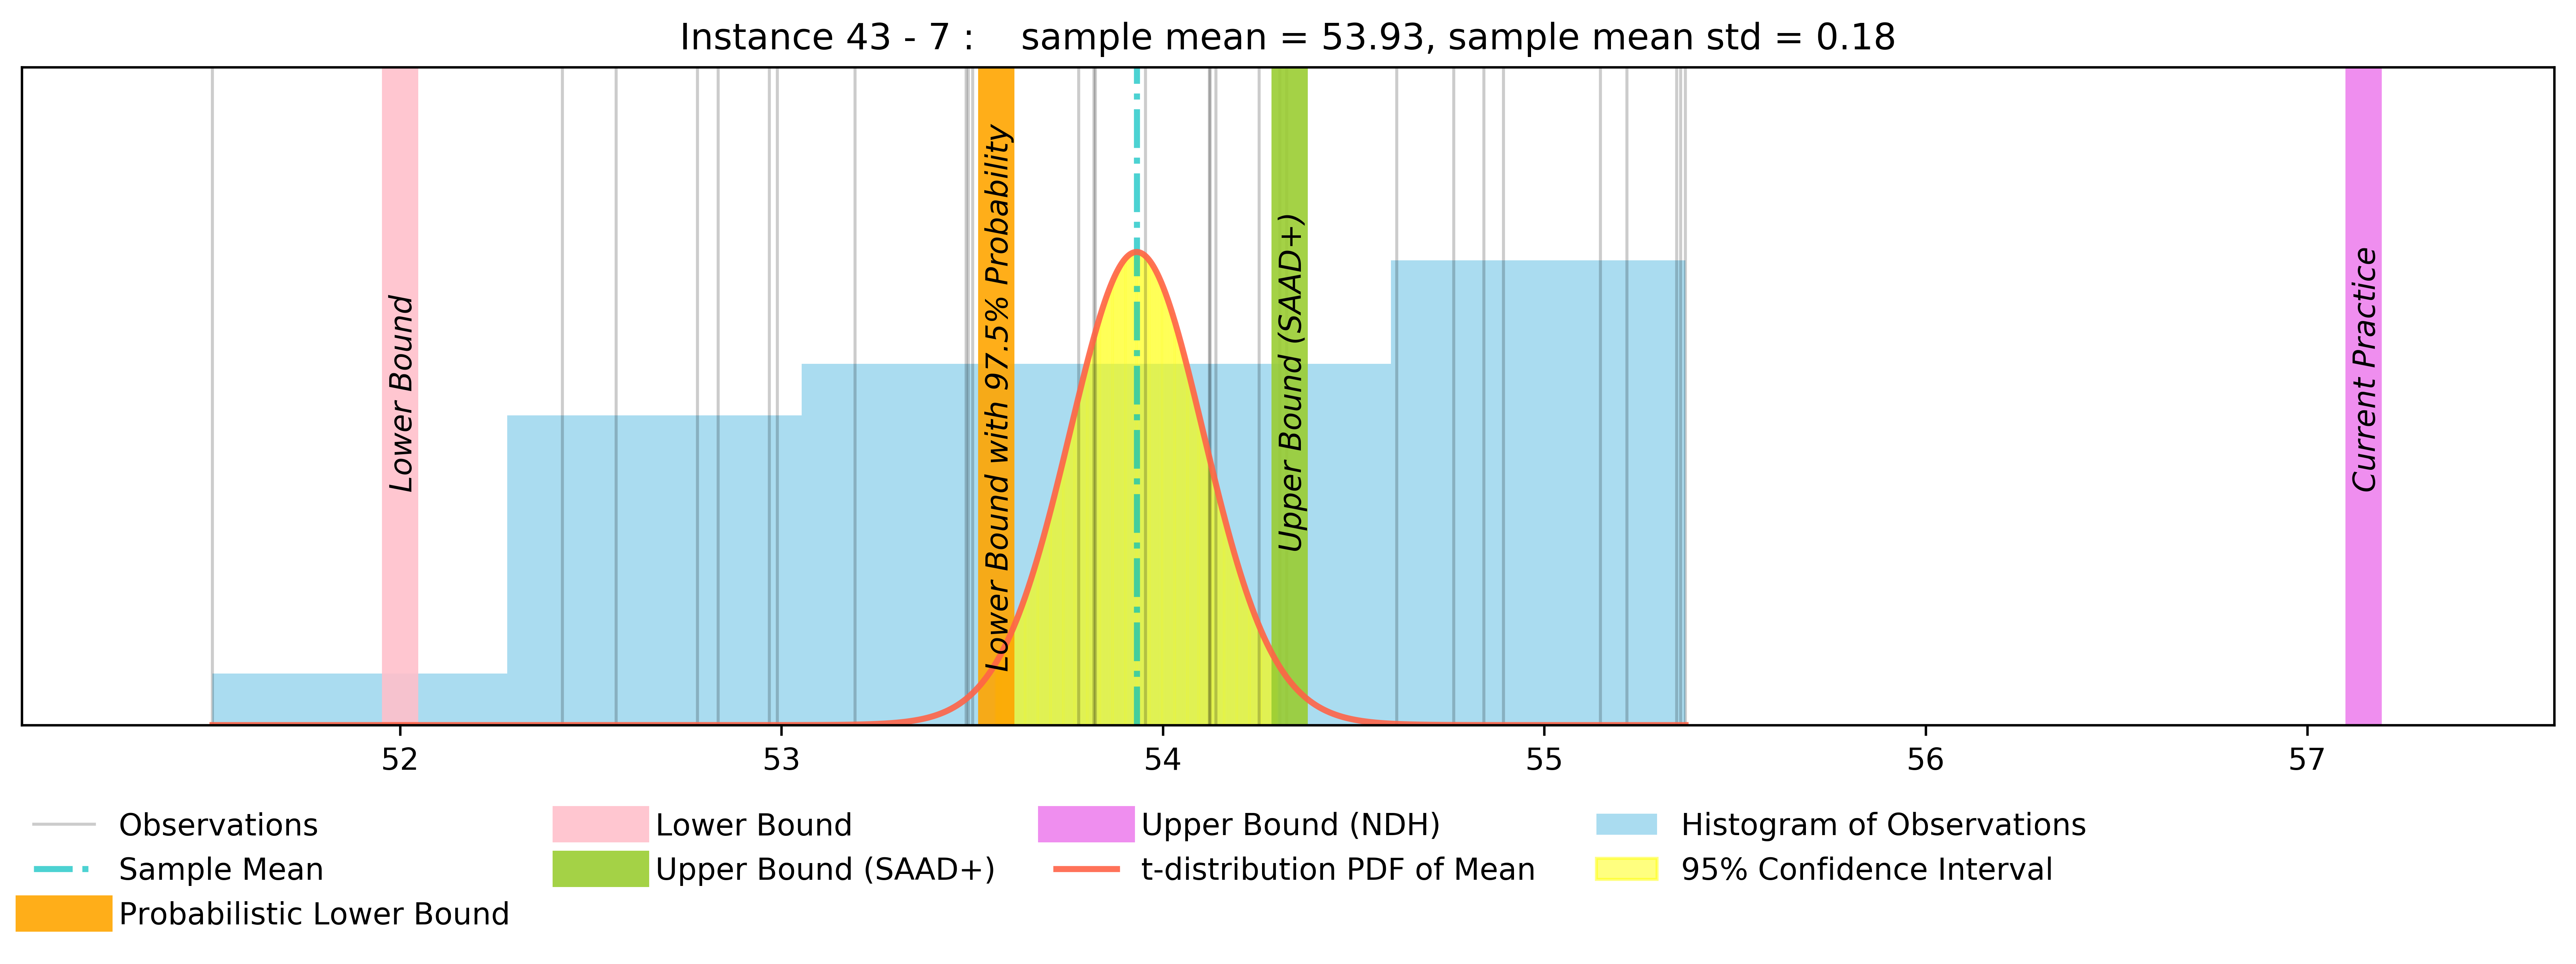 Instance 43 - 7 :    sample mean = 53.93, sample mean std = 0.18
Lower Bound
Lower Bound with 97.5% Probability
Upper Bound (SAAD+)
Current Practice
52 53 54 55 56 57
Observations
Lower Bound
Upper Bound (NDH)
Histogram of Observations
Sample Mean
Upper Bound (SAAD+)
t-distribution PDF of Mean
95% Confidence Interval
Probabilistic Lower Bound